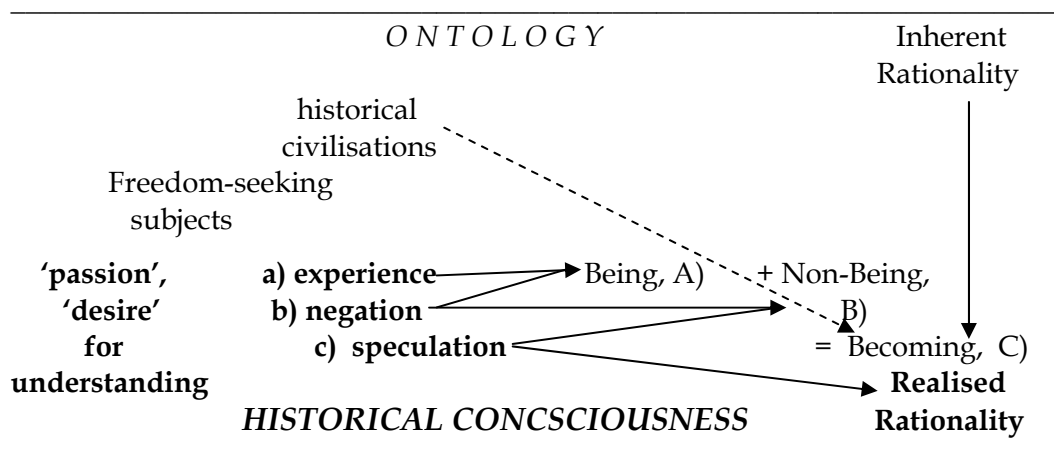 O N T O L O G Y Inherent
Rationality
historical
civilisations
Freedom-seeking
subjects
‘passion’, a) experience Being, A) + Non-Being,
‘desire’ b) negation B)
for c) speculation = Becoming, C)
understanding Realised
HISTORICAL CONCSCIOUSNESS Rationality